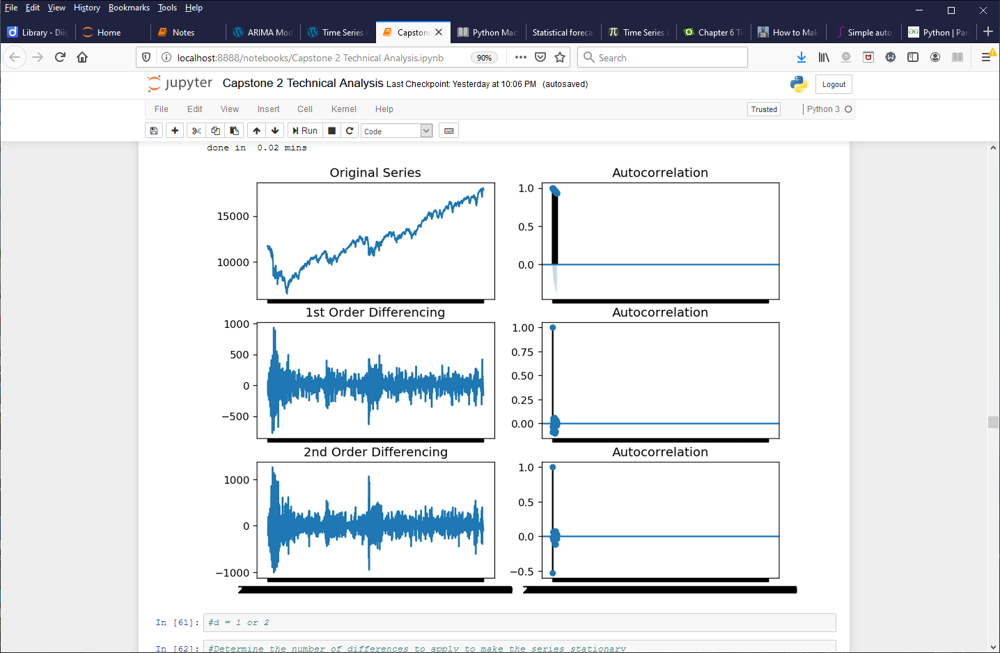 File Edit View History Bookmarks Tools Help
Library - Dii
Home
Notes
ARIMA Mod
Time Series A
Capstone
Python Mac
Statistical foreca
Time Series A
Chapter 6 Ti
How to Mak
Simple auto
Python | Pan
localhost:8888/notebooks/Capstone 2 Technical Analysis.ipynb 90% Search
jupyter Capstone 2 Technical Analysis Last Checkpoint: Yesterday at 10:06 PM (autosaved) Logout
File Edit View Insert Cell Kernel Help Trusted Python 3
Run Code
done in 0.02 mins
Original Series
15000
10000
Autocorrelation
1.0
0.5
0.0
1st Order Differencing
1000
500
0
−500
Autocorrelation
1.00
0.75
0.50
0.25
0.00
2nd Order Differencing
1000
0
−1000
Autocorrelation
1.0
0.5
0.0
−0.5
In [61]: #d = 1 or 2
In [62]: #Determine the number of differences to apply to make the series stationary